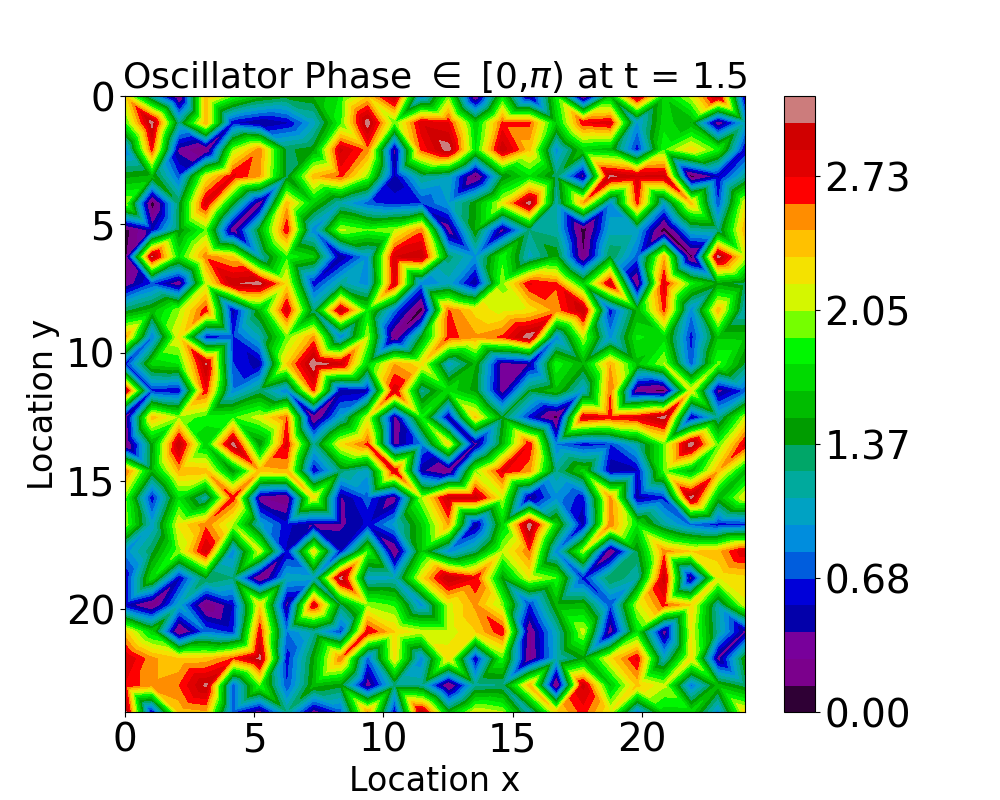 Oscillator Phase ∈ [0,π) at t = 1.5
Location y
0
5
10
15
20
0 5 10 15 20
Location x
2.73
2.05
1.37
0.68
0.00